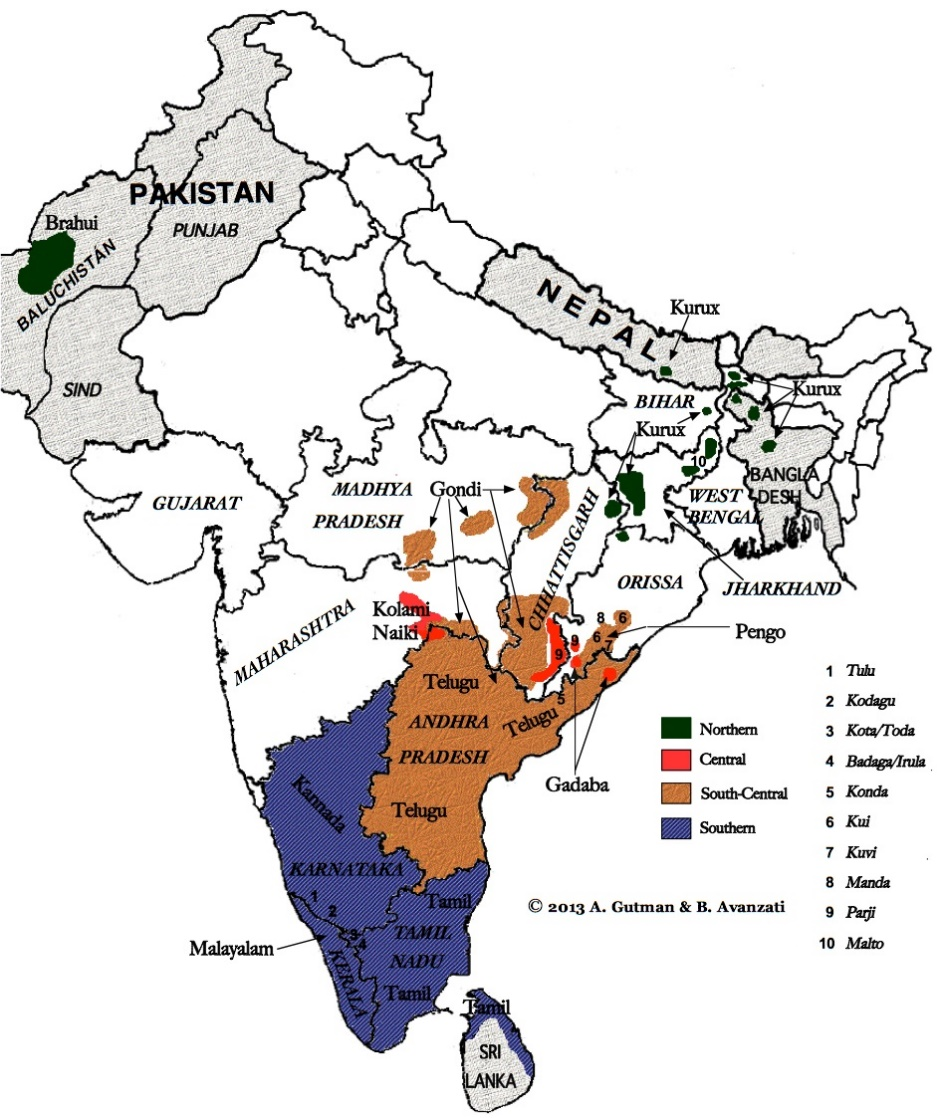 PAKISTAN
Brahui
PUNJAB
BALUCHISTÁN
SIND
NEPAL
Kurux
BIHAR
Kurux
Kurux
10
BANGLA
DESH
WEST
BENGAL
GUJARAT
MADHYA
PRADESH
Gondi
CHHATTISGARH
ORISSA
JHARKHAND
MAHARASHTRA
Kolami
Naiki
9
9
8
6
6
7
Pengo
Telugu
5
Telugu
ANDHRA
PRADESH
Telugu
Gadaba
Kannada
KARNATAKA
1
2
3
4
Malayalam
KERALA
Tamil
TAMIL
NADU
Tamil
Tamil
SRI
LANKA
Northern
Central
South-Central
Southern
1 Tulu
2 Kodagu
3 Kota/Toda
4 Badaga/Irula
5 Konda
6 Kui
7 Kuvi
8 Manda
9 Parji
10 Malto
© 2013 A. Gutman & B. Avanzati